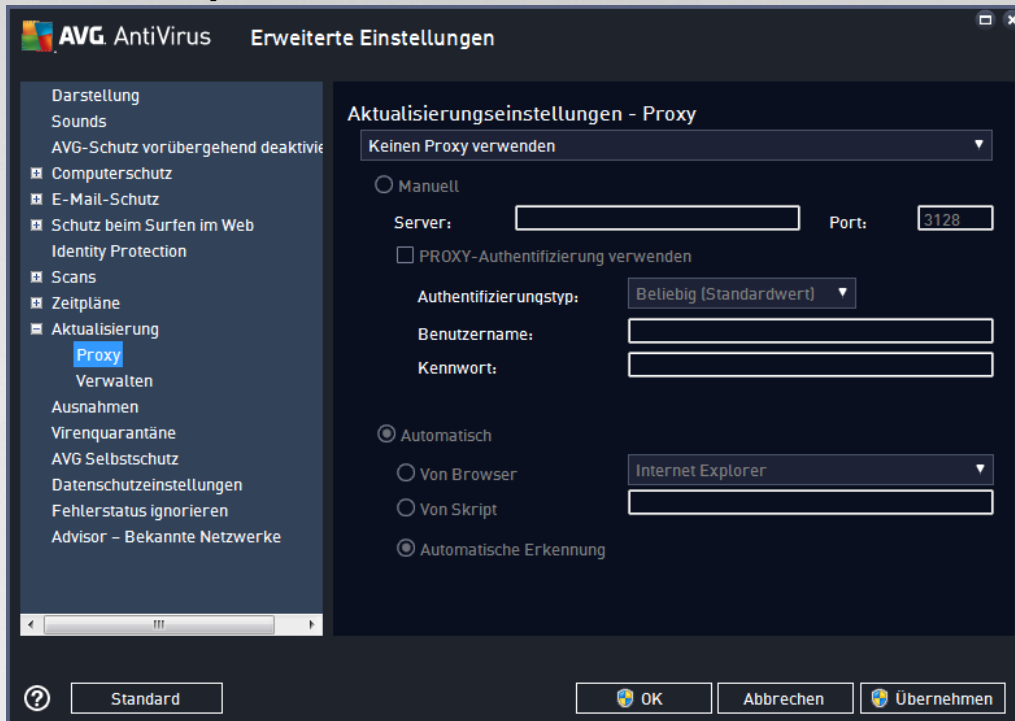 AVG. AntiVirus Erweiterte Einstellungen
Darstellung
Sounds
AVG-Schutz vorübergehend deaktivie
Computerschutz
E-Mail-Schutz
Schutz beim Surfen im Web
Identity Protection
Scans
Zeitpläne
Aktualisierung
Proxy
Verwalten
Ausnahmen
Virenquarantäne
AVG Selbstschutz
Datenschutzeinstellungen
Fehlerstatus ignorieren
Advisor – Bekannte Netzwerke
Aktualisierungseinstellungen - Proxy
Keinen Proxy verwenden
Manuell
Server: Port: 3128
PROXY-Authentifizierung verwenden
Authentifizierungstyp: Beliebig (Standardwert)
Benutzername:
Kennwort:
Automatisch
Von Browser Internet Explorer
Von Skript
Automatische Erkennung
? Standard OK Abbrechen Übernehmen